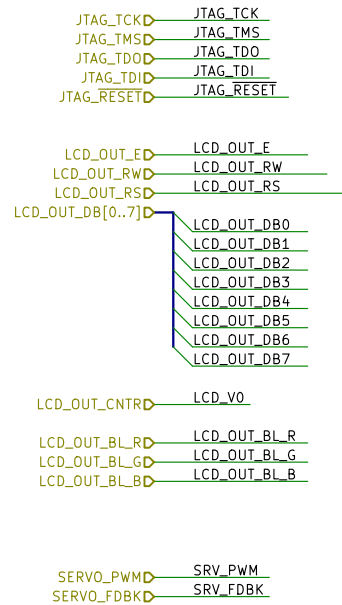 JTAG_TCK JTAG_TCK
JTAG_TMS JTAG_TMS
JTAG_TDO JTAG_TDO
JTAG_TDI JTAG_TDI
JTAG_RESET JTAG_RESET
LCD_OUT_E LCD_OUT_E
LCD_OUT_RW LCD_OUT_RW
LCD_OUT_RS LCD_OUT_RS
LCD_OUT_DB[0..7]
LCD_OUT_DB0
LCD_OUT_DB1
LCD_OUT_DB2
LCD_OUT_DB3
LCD_OUT_DB4
LCD_OUT_DB5
LCD_OUT_DB6
LCD_OUT_DB7
LCD_OUT_CNTR LCD_V0
LCD_OUT_BL_R LCD_OUT_BL_R
LCD_OUT_BL_G LCD_OUT_BL_G
LCD_OUT_BL_B LCD_OUT_BL_B
SERVO_PWM SRV_PWM
SERVO_FDBK SRV_FDBK